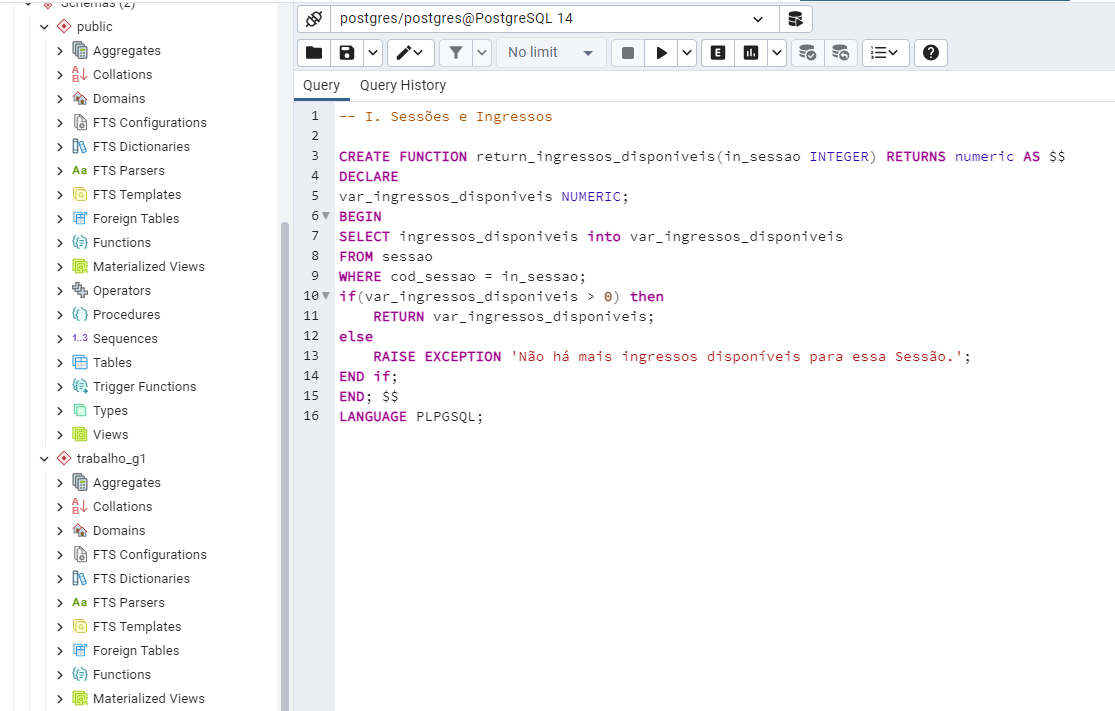 Schemas (2)
public
Aggregates
Collations
Domains
FTS Configurations
FTS Dictionaries
Aa FTS Parsers
FTS Templates
Foreign Tables
Functions
Materialized Views
Operators
Procedures
1..3 Sequences
Tables
Trigger Functions
Types
Views
trabalho_g1
Aggregates
Collations
Domains
FTS Configurations
FTS Dictionaries
Aa FTS Parsers
FTS Templates
Foreign Tables
Functions
Materialized Views
postgres/postgres@PostgreSQL 14
No limit
E
Query Query History
1 -- I. Sessões e Ingressos
2
3 CREATE FUNCTION return_ingressos_disponiveis(in_sessao INTEGER) RETURNS numeric AS $$
4 DECLARE
5 var_ingressos_disponiveis NUMERIC;
6 BEGIN
7 SELECT ingressos_disponiveis into var_ingressos_disponiveis
8 FROM sessao
9 WHERE cod_sessao = in_sessao;
10 if(var_ingressos_disponiveis > 0) then
11 RETURN var_ingressos_disponiveis;
12 else
13 RAISE EXCEPTION 'Não há mais ingressos disponíveis para essa Sessão.';
14 END if;
15 END; $$
16 LANGUAGE PLPGSQL;